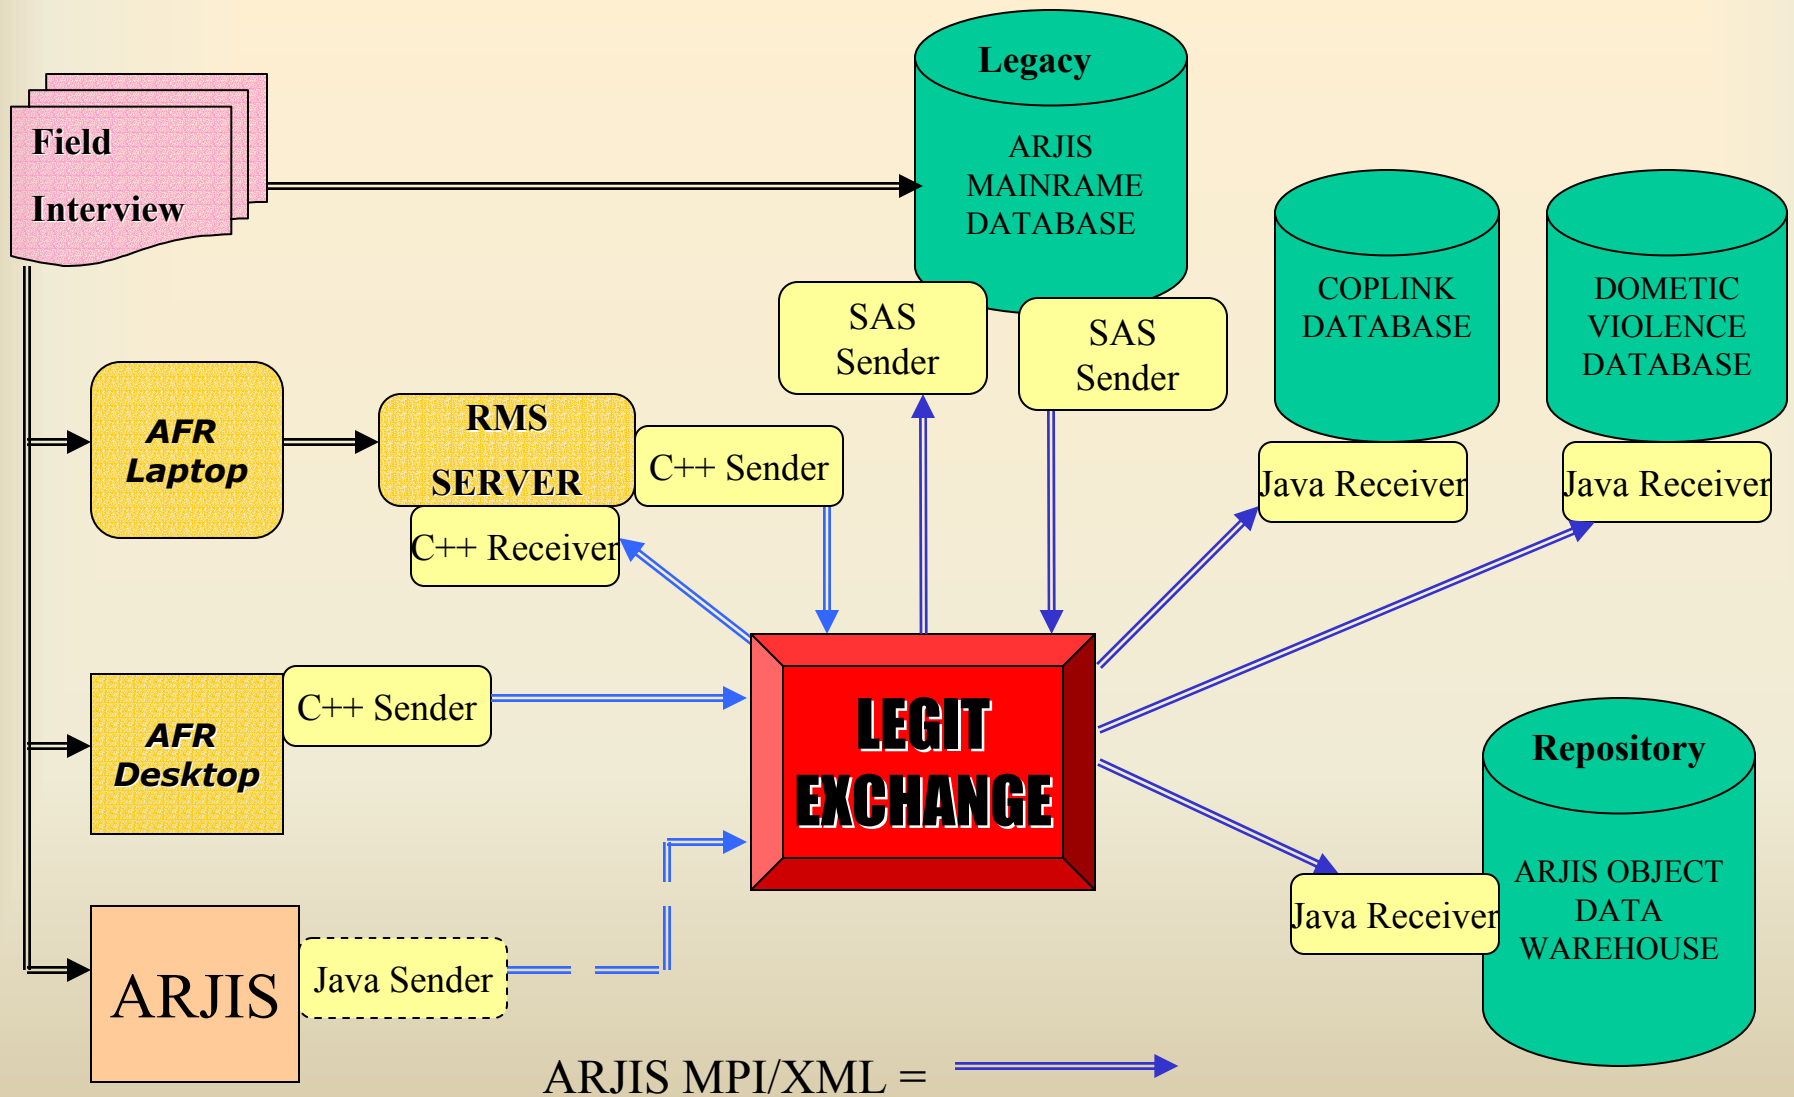 Field
Interview
Legacy
ARJIS
MAINRAME
DATABASE
SAS
Sender
SAS
Sender
COPLINK
DATABASE
DOMETIC
VIOLENCE
DATABASE
Java Receiver
Java Receiver
AFR
Laptop
RMS
SERVER
C++ Sender
C++ Receiver
AFR
Desktop
C++ Sender
LEGIT
EXCHANGE
Repository
ARJIS OBJECT
DATA
WAREHOUSE
Java Receiver
ARJIS
Java Sender
ARJIS MPI/XML =